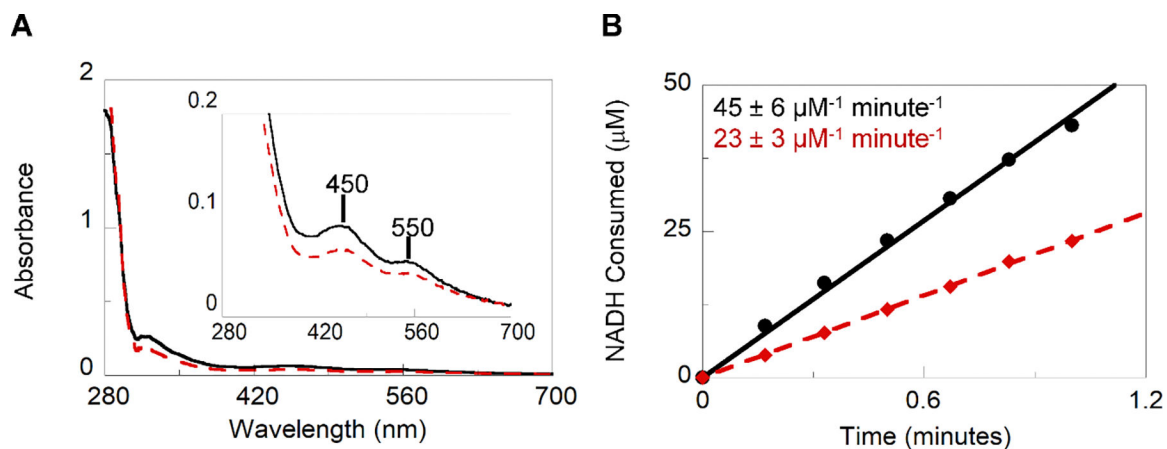 A
2
1
0
Absorbance
280
420
560
700
Wavelength (nm)
0.2
0.1
0
450
550
280
420
560
700
B
50
25
0
NADH Consumed (µM)
45 ± 6 µM⁻¹ minute⁻¹
23 ± 3 µM⁻¹ minute⁻¹
0
0.6
1.2
Time (minutes)